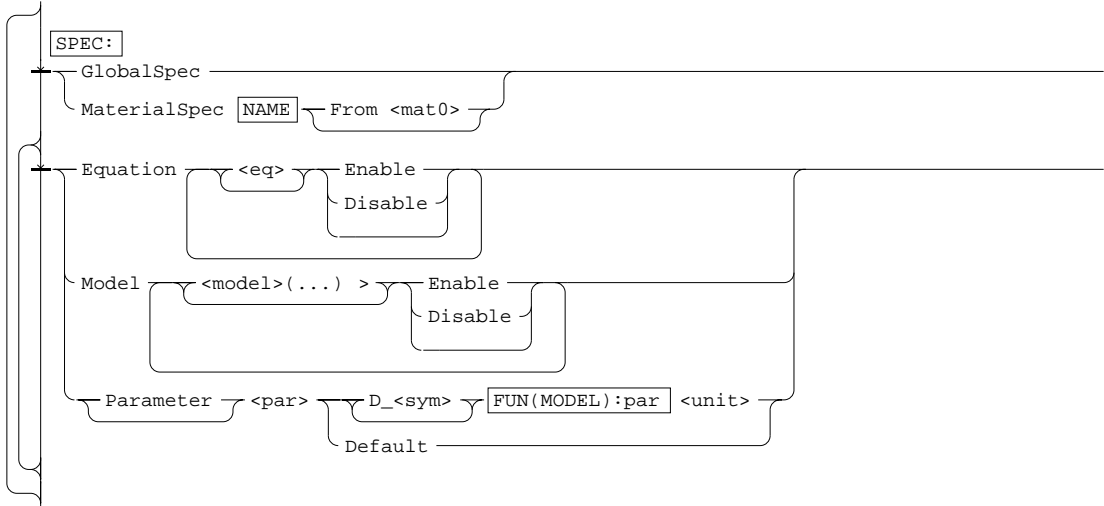 SPEC:
GlobalSpec
MaterialSpec NAME From <mat0>
Equation <eq> Enable
Disable
Model <model>(...) > Enable
Disable
Parameter <par> D_<sym> FUN(MODEL):par <unit>
Default